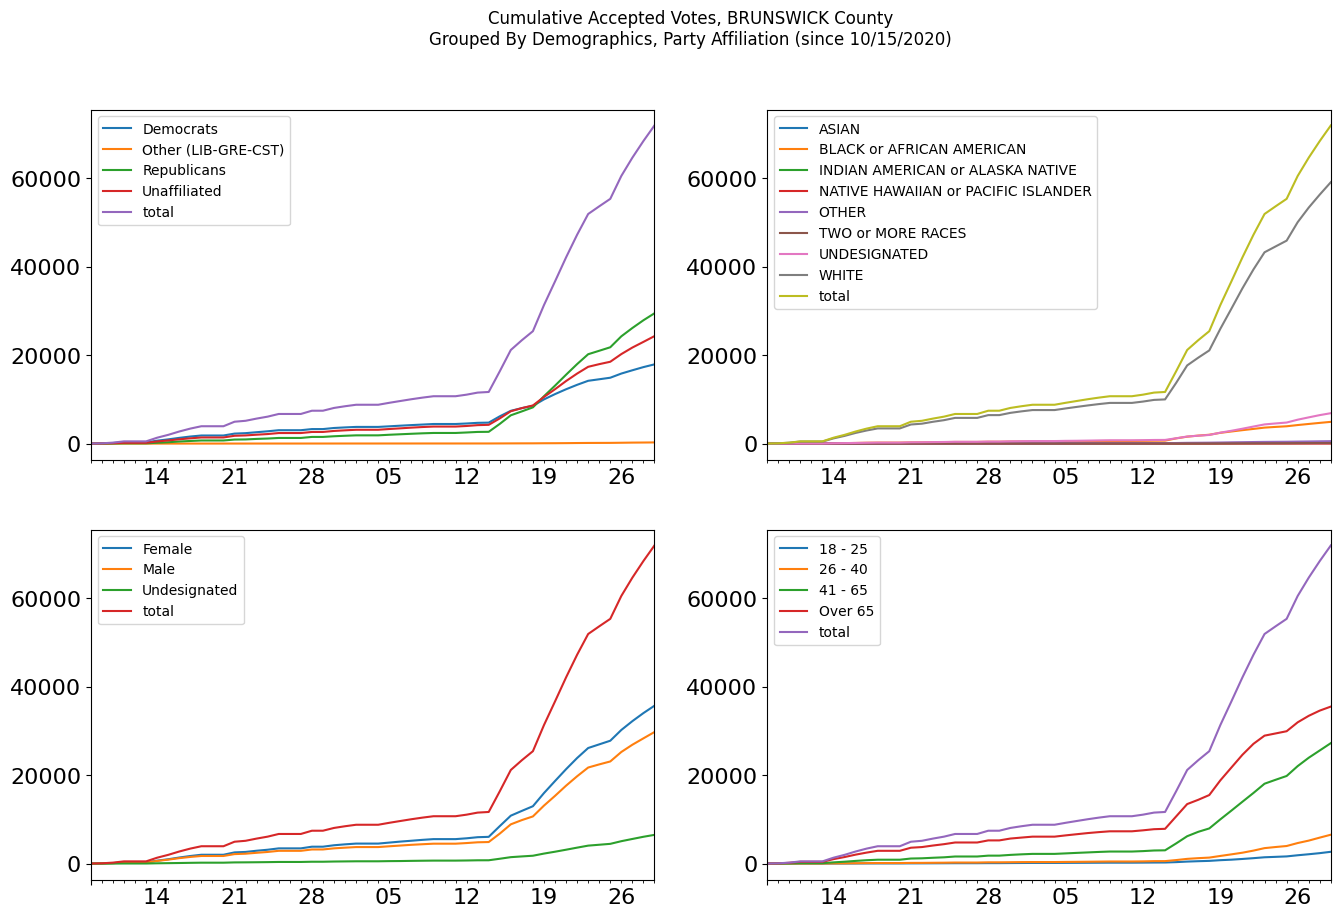 Cumulative Accepted Votes, BRUNSWICK County
Grouped By Demographics, Party Affiliation (since 10/15/2020)
Democrats
Other (LIB-GRE-CST)
Republicans
Unaffiliated
total
60000
40000
20000
0
14 21 28 05 12 19 26
ASIAN
BLACK or AFRICAN AMERICAN
INDIAN AMERICAN or ALASKA NATIVE
NATIVE HAWAIIAN or PACIFIC ISLANDER
OTHER
TWO or MORE RACES
UNDESIGNATED
WHITE
total
60000
40000
20000
0
14 21 28 05 12 19 26
Female
Male
Undesignated
total
60000
40000
20000
0
14 21 28 05 12 19 26
18 - 25
26 - 40
41 - 65
Over 65
total
60000
40000
20000
0
14 21 28 05 12 19 26